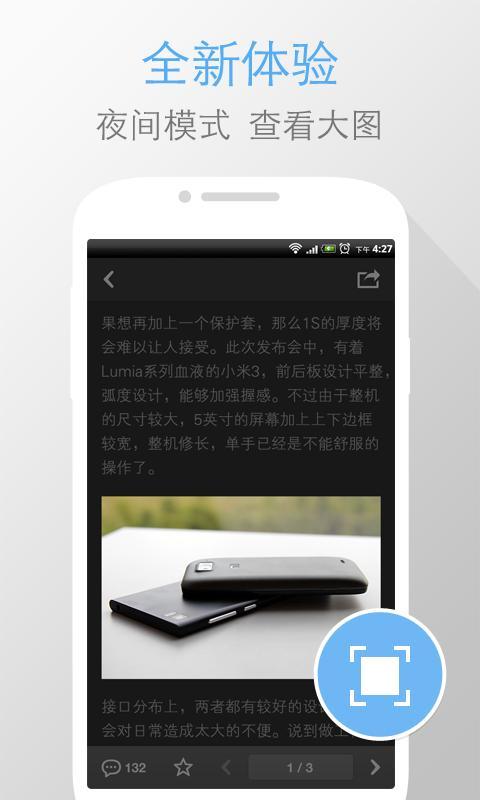 全新体验
夜间模式 查看大图
下午 4:27
果想再加上一个保护套，那么1S的厚度将
会难以让人接受。此次发布会中，有着
Lumia系列血液的小米3，前后板设计平整，
弧度设计，能够加强握感。不过由于整机
的尺寸较大，5英寸的屏幕加上上下边框
较宽，整机修长，单手已经是不能舒服的
操作了。
接口分布上，两者都有较好的设
会对日常造成太大的不便。说到做工
132
1 / 3